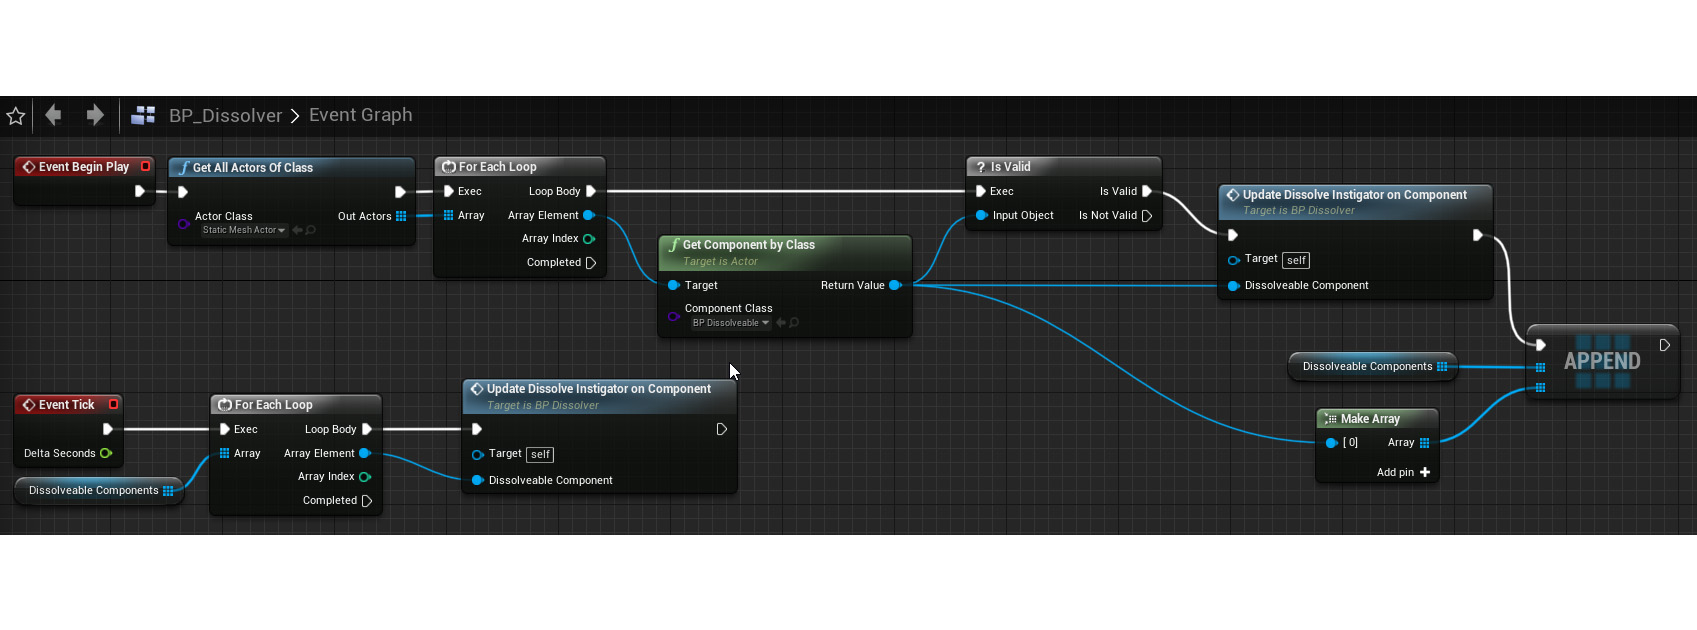 BP_Dissolver > Event Graph
Event Begin Play
Get All Actors Of Class
Actor Class
Static Mesh Actor
Out Actors
For Each Loop
Exec
Loop Body
Array
Array Element
Array Index
Completed
Get Component by Class
Target is Actor
Target
Return Value
Component Class
BP Dissolveable
? Is Valid
Exec
Is Valid
Input Object
Is Not Valid
Update Dissolve Instigator on Component
Target is BP Dissolver
Target self
Dissolveable Component
Dissolveable Components
APPEND
Make Array
[0]
Array
Add pin
Event Tick
Delta Seconds
Dissolveable Components
For Each Loop
Exec
Loop Body
Array
Array Element
Array Index
Completed
Update Dissolve Instigator on Component
Target is BP Dissolver
Target self
Dissolveable Component